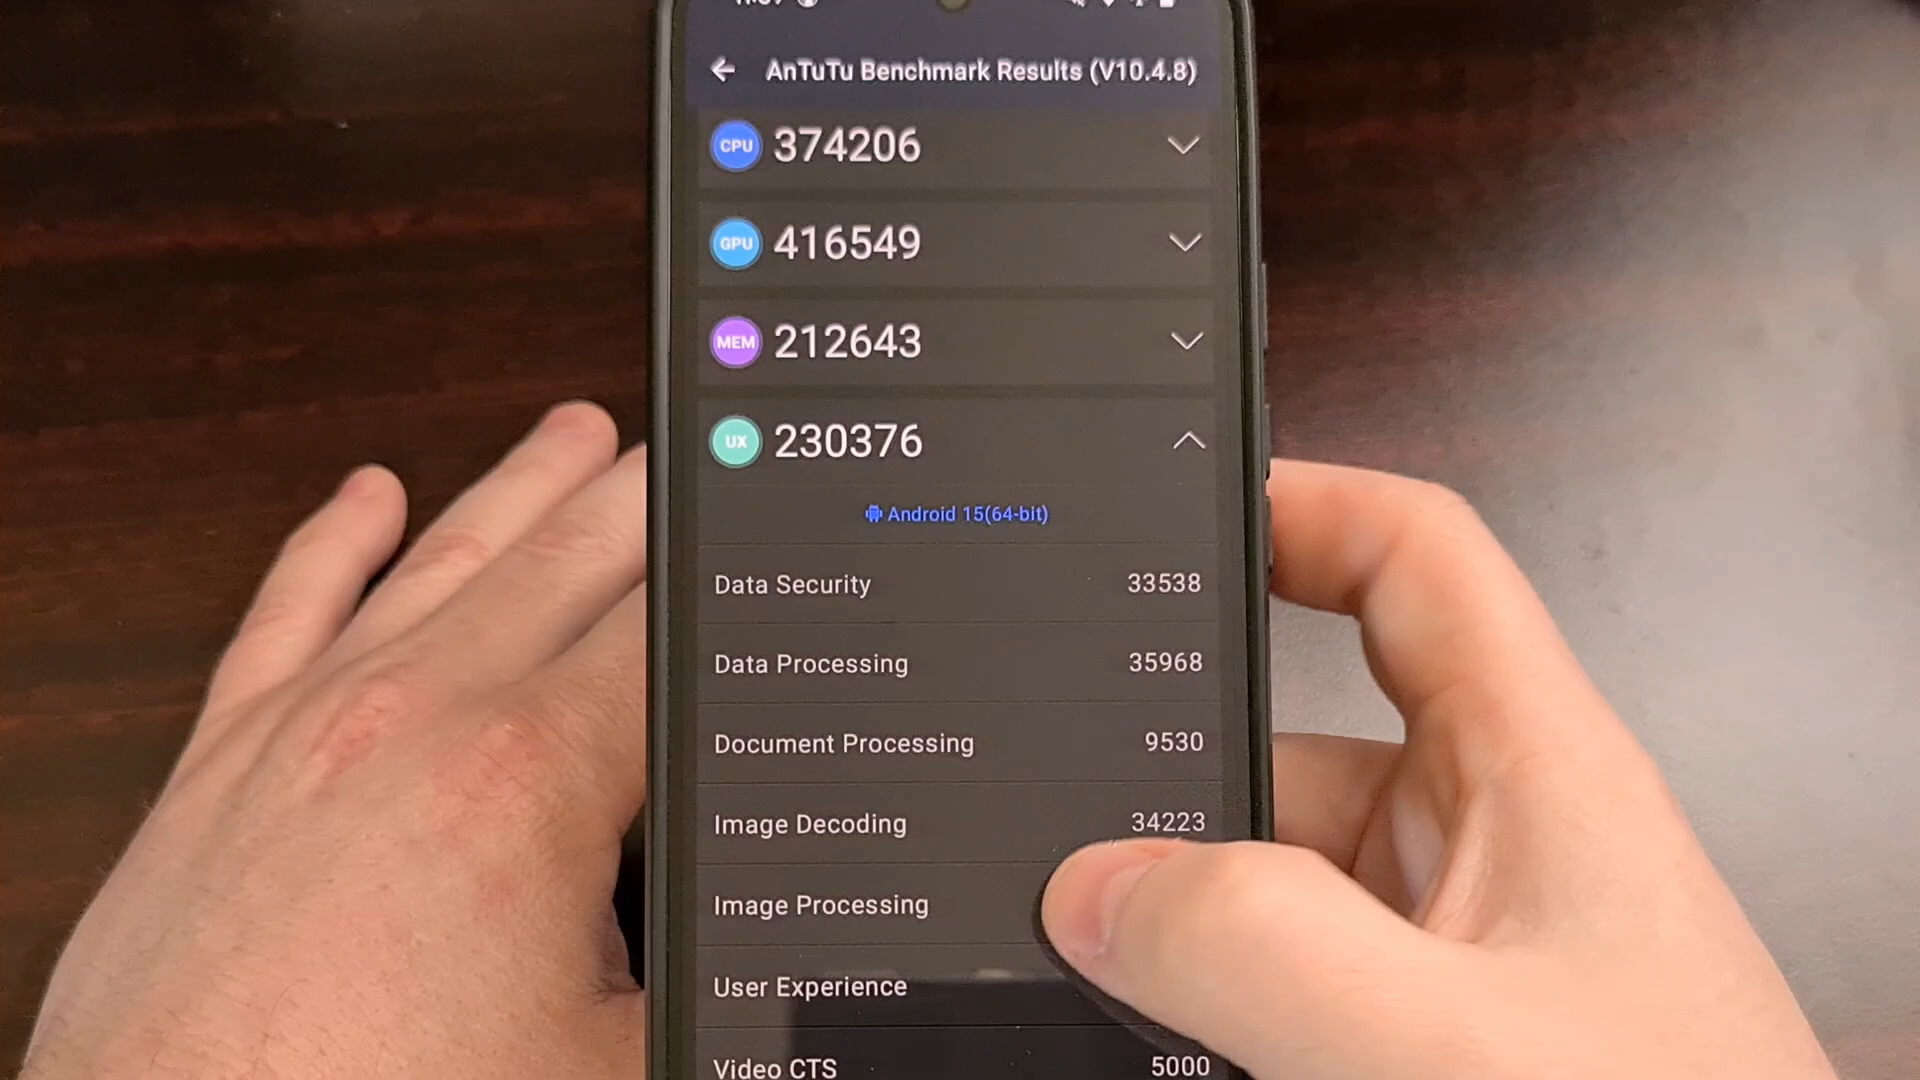 AnTuTu Benchmark Results (V10.4.8)
CPU 374206
GPU 416549
MEM 212643
UX 230376
Android 15(64-bit)
Data Security 33538
Data Processing 35968
Document Processing 9530
Image Decoding 34223
Image Processing
User Experience
Video CTS 5000